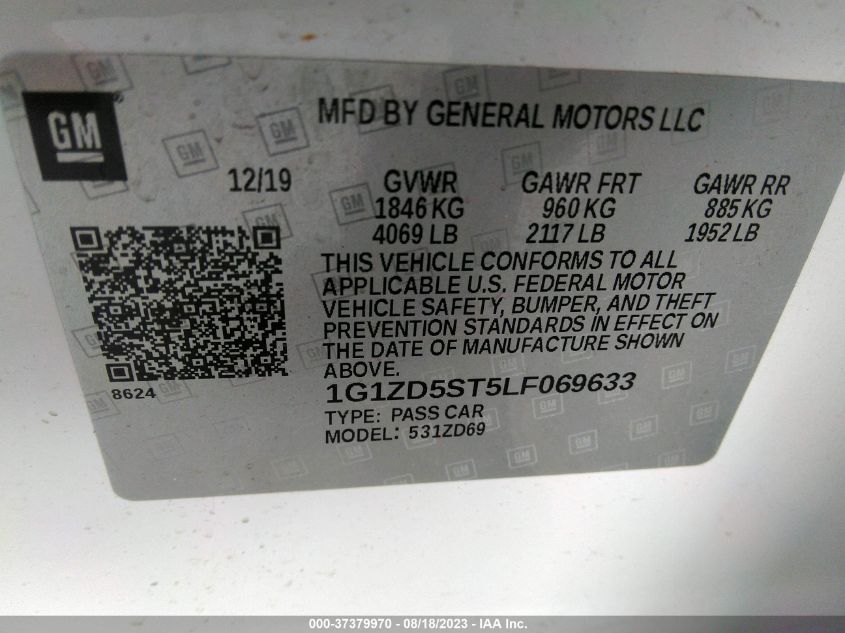 GM
MFD BY GENERAL MOTORS LLC
12/19 GVWR GAWR FRT GAWR RR
1846 KG 960 KG 885 KG
4069 LB 2117 LB 1952 LB
THIS VEHICLE CONFORMS TO ALL
APPLICABLE U.S. FEDERAL MOTOR
VEHICLE SAFETY, BUMPER, AND THEFT
PREVENTION STANDARDS IN EFFECT ON
THE DATE OF MANUFACTURE SHOWN
ABOVE.
8624
1G1ZD5ST5LF069633
TYPE: PASS CAR
MODEL: 531ZD69
000-37379970 - 08/18/2023 - IAA Inc.